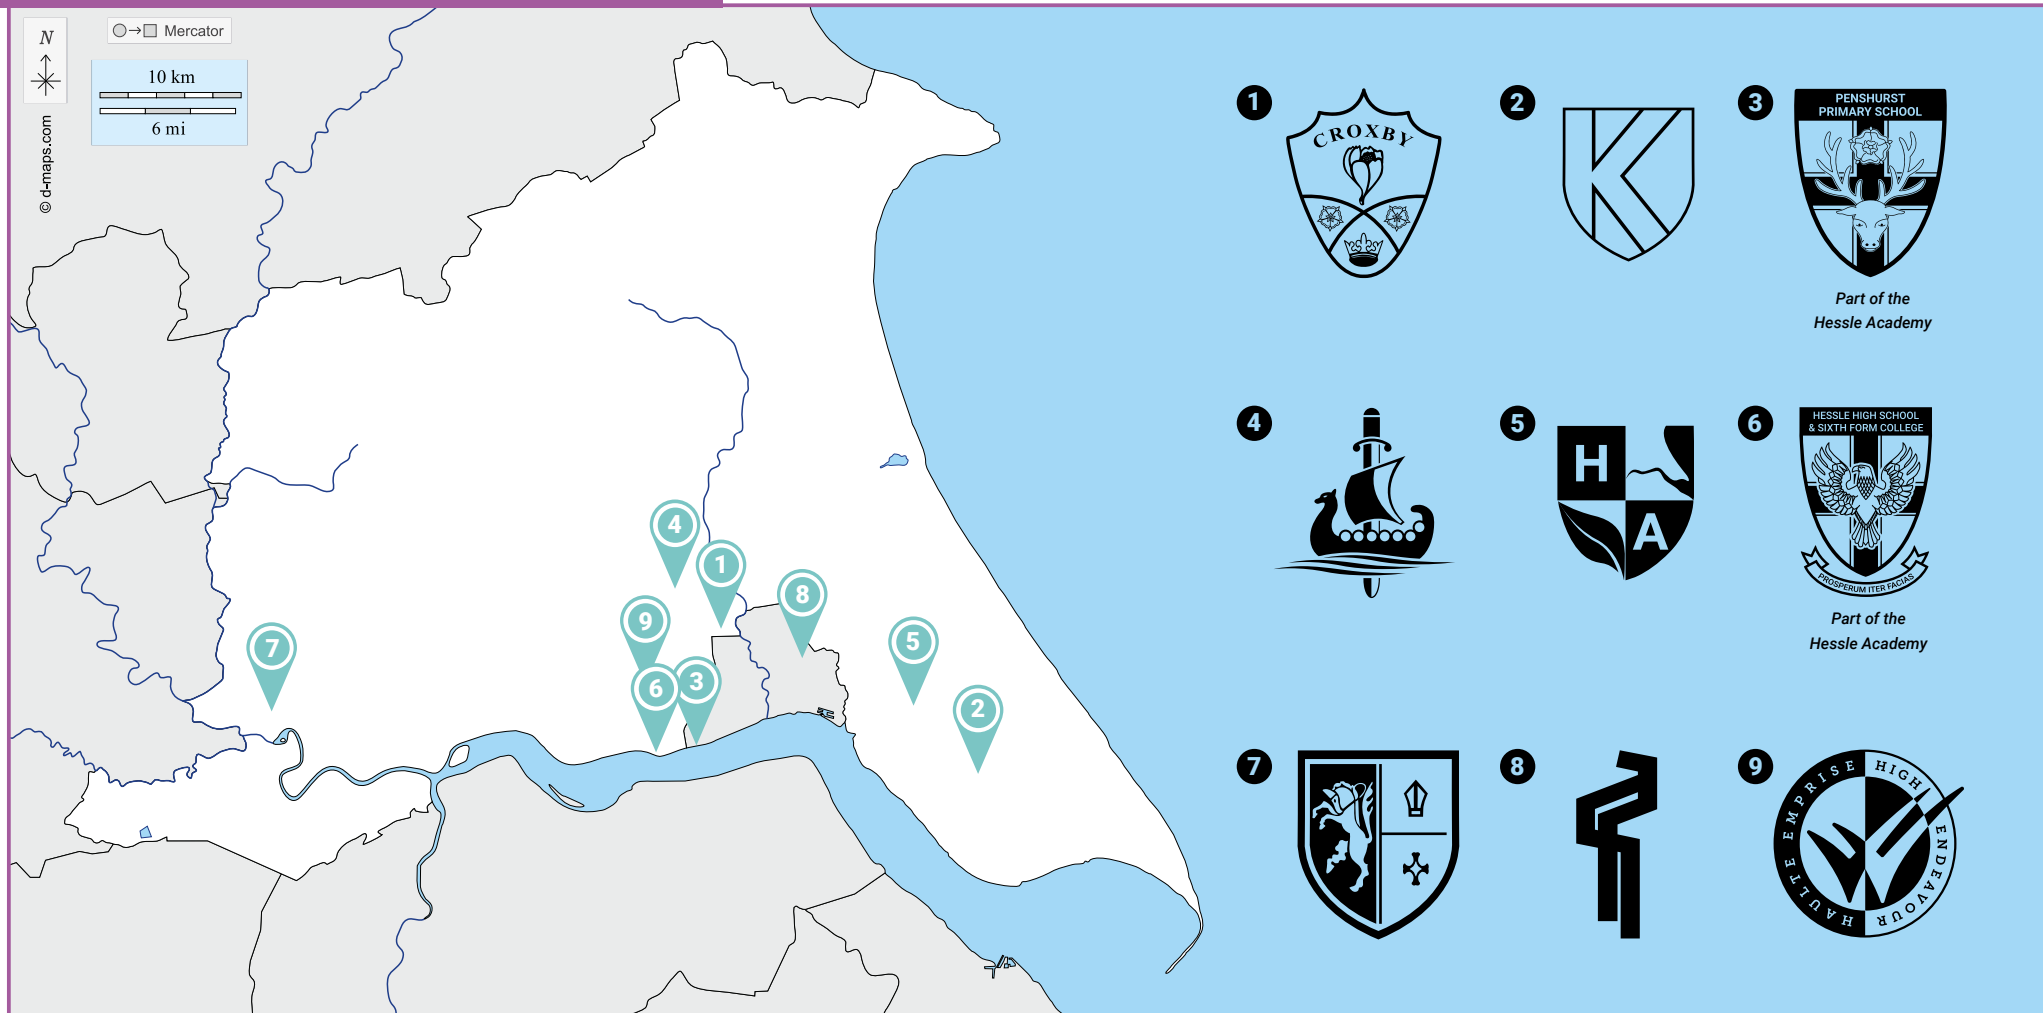 N
Mercator
10 km
6 mi
© d-maps.com
4
1
8
9
5
7
3
6
2
1
CROXBY
2
K
3
PENSHURST
PRIMARY SCHOOL
Part of the
Hessle Academy
4
5
H
A
6
HESSLE HIGH SCHOOL
& SIXTH FORM COLLEGE
PROSPERUM ITER FACIAS
Part of the
Hessle Academy
7
8
9
HAULTE EMPRISE
HIGH ENDEAVOUR